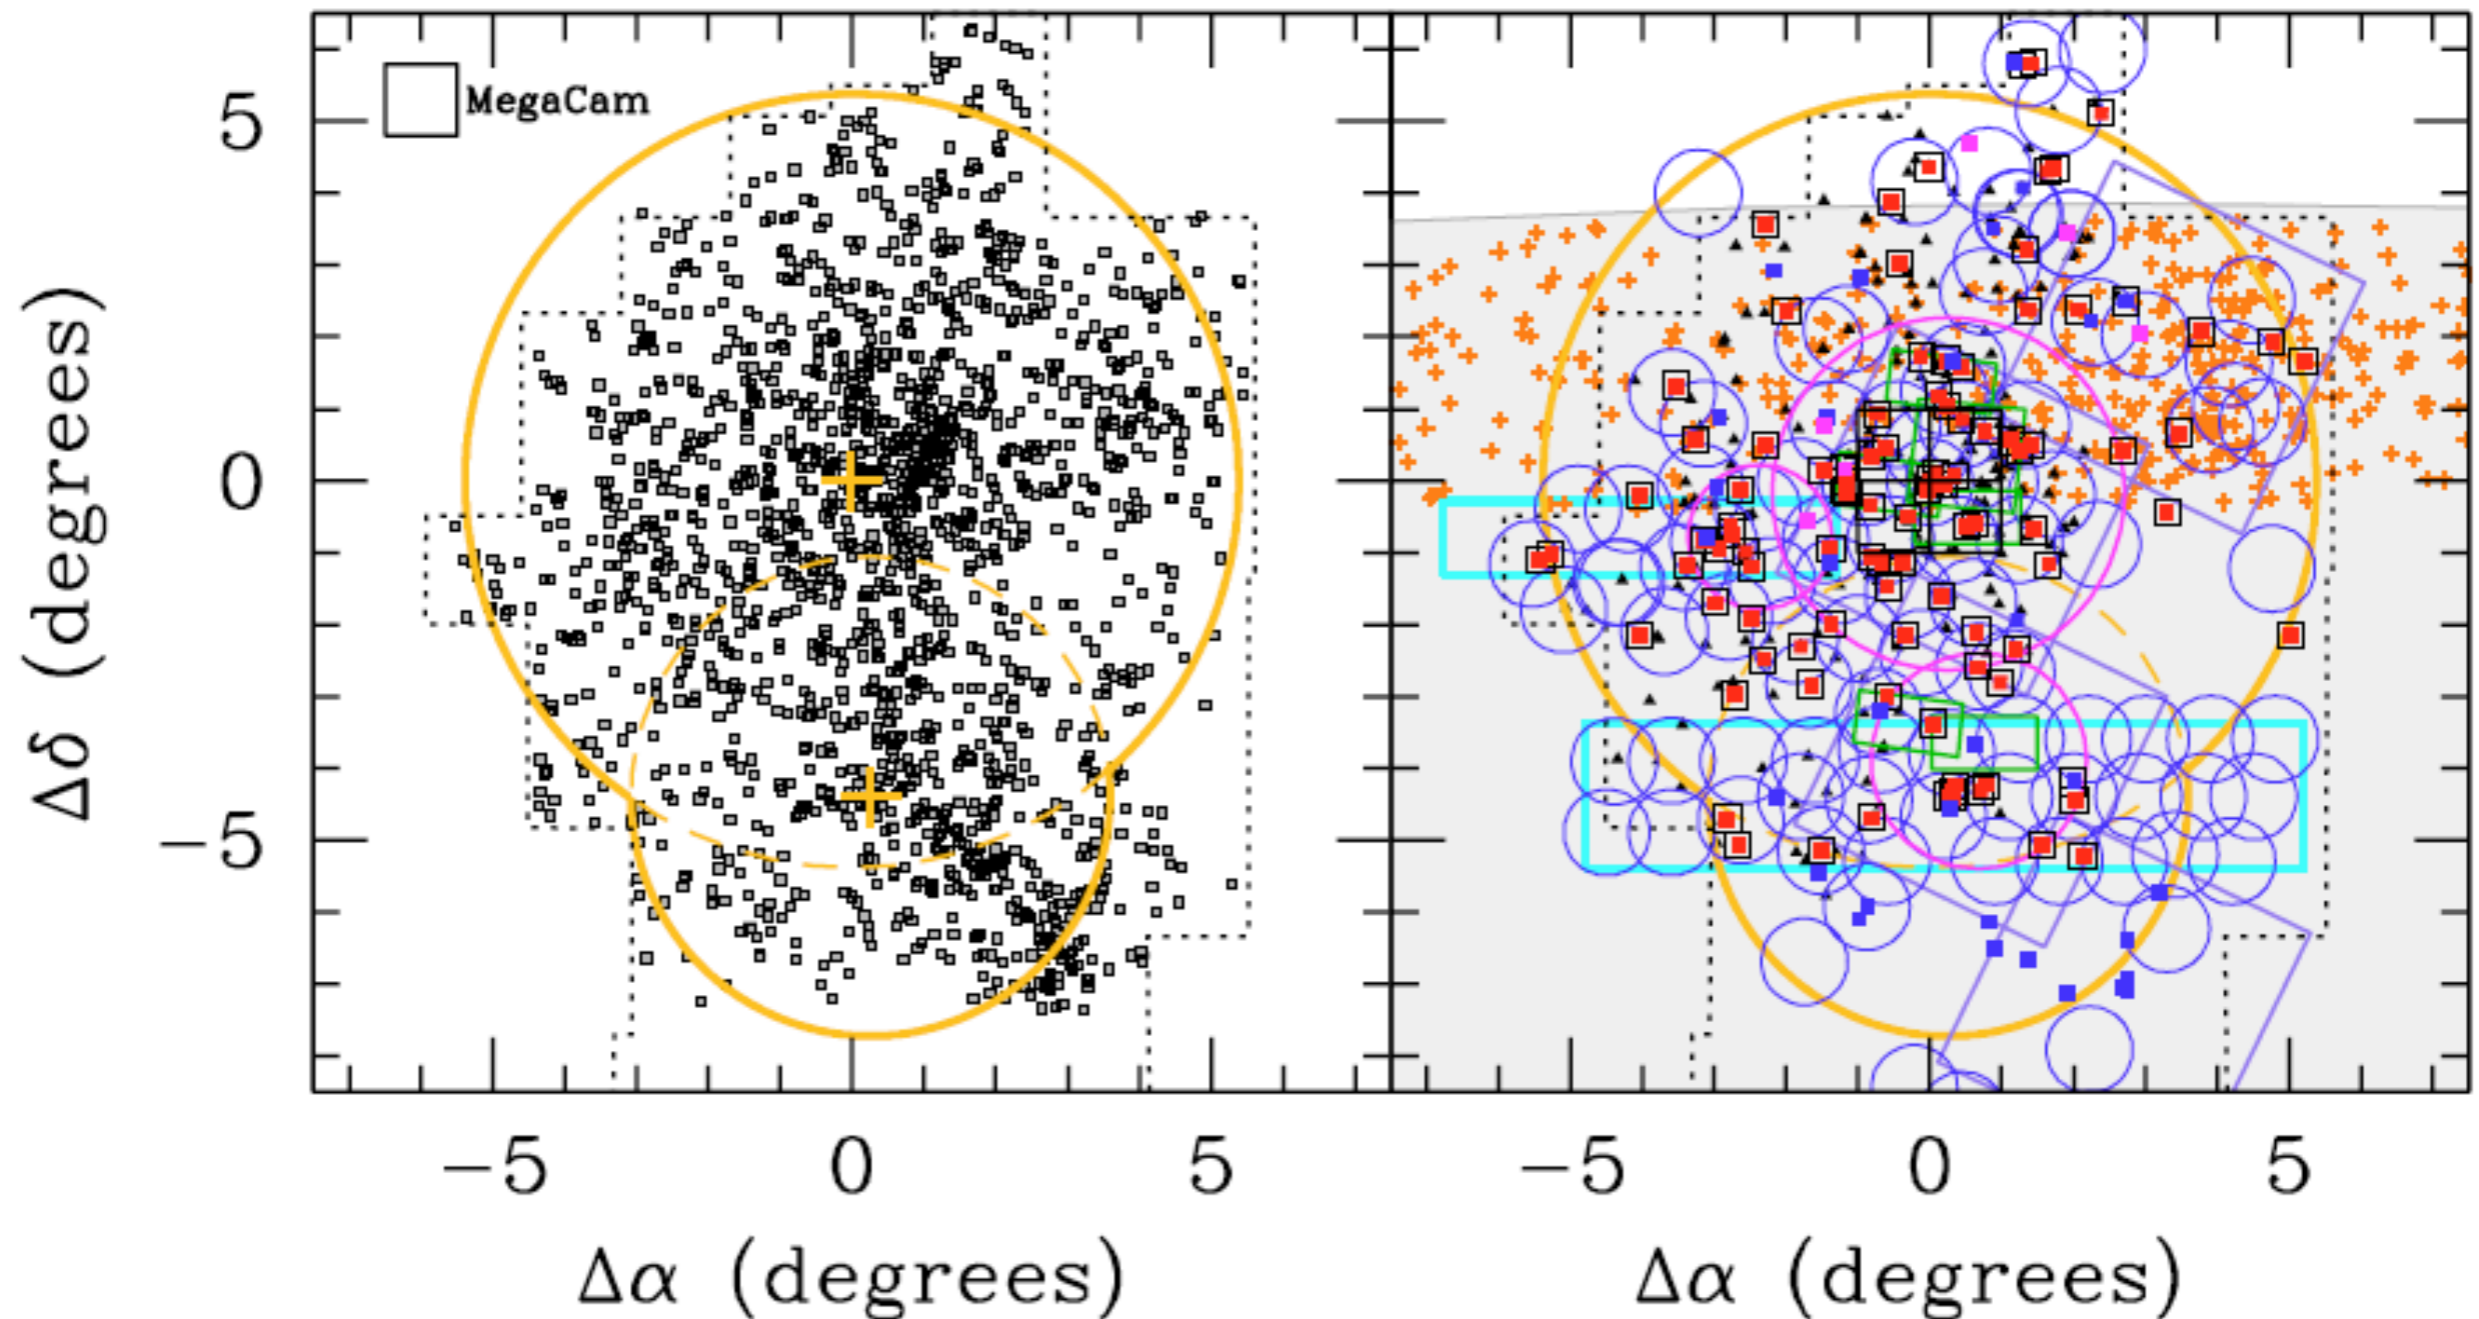 MegaCam
5
0
−5
Δδ (degrees)
−5 0 5
−5 0 5
Δα (degrees)
Δα (degrees)